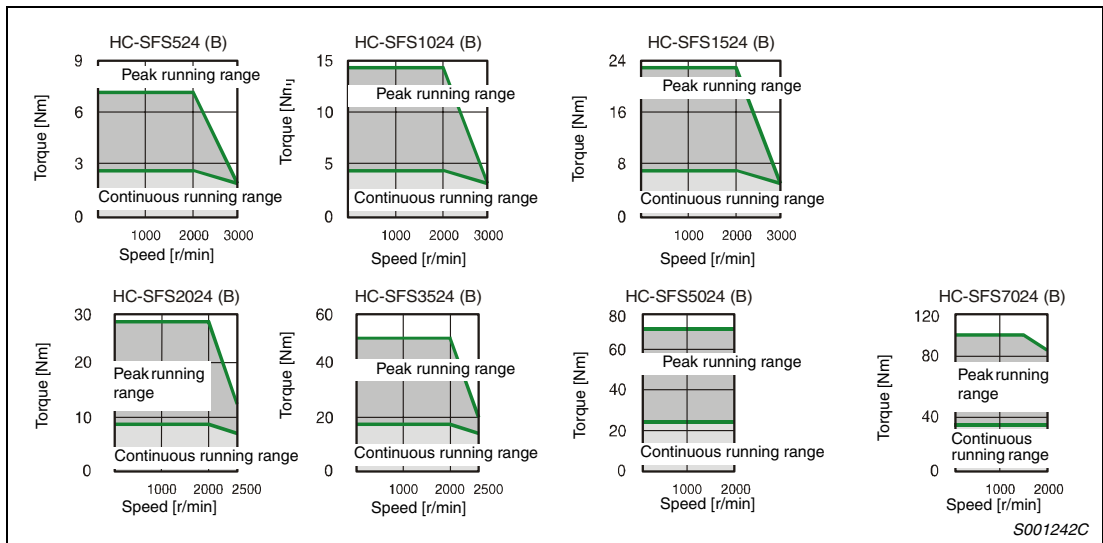 HC-SFS524 (B)
9
Peak running range
6
Torque [Nm]
3
Continuous running range
0
1000 2000 3000
Speed [r/min]
HC-SFS1024 (B)
15
Peak running range
10
Torque
5
Continuous running range
0
1000 2000 3000
Speed [r/min]
HC-SFS1524 (B)
24
Peak running range
16
Torque [Nm]
8
Continuous running range
0
1000 2000 3000
Speed [r/min]
HC-SFS2024 (B)
30
20
Torque [Nm]
Peak running
range
10
Continuous running range
0
1000 2000 2500
Speed [r/min]
HC-SFS3524 (B)
60
40
Peak running range
Torque [Nm]
20
Continuous running range
0
1000 2000 2500
Speed [r/min]
HC-SFS5024 (B)
80
60
Peak running range
Torque [Nm]
40
20
Continuous running range
0
1000 2000
Speed [r/min]
HC-SFS7024 (B)
120
80
Torque [Nm]
Peak running
range
40
Continuous
running range
0
1000 2000
Speed [r/min]
S001242C